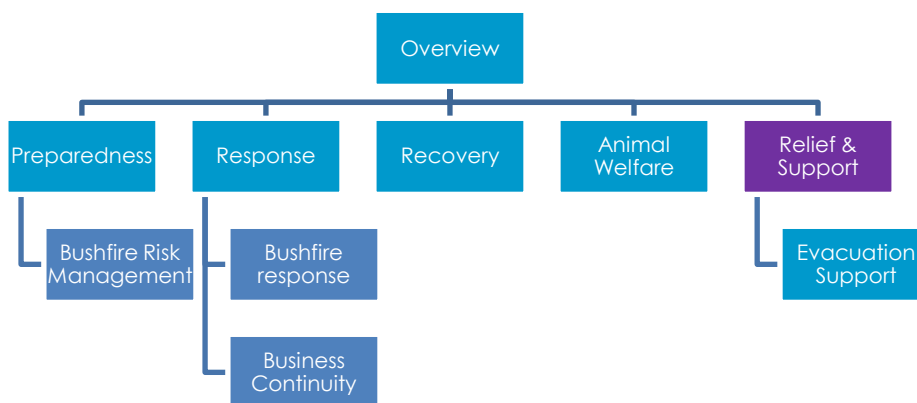 Overview
Preparedness
Response
Recovery
Animal
Welfare
Relief &
Support
Bushfire Risk
Management
Bushfire
response
Evacuation
Support
Business
Continuity